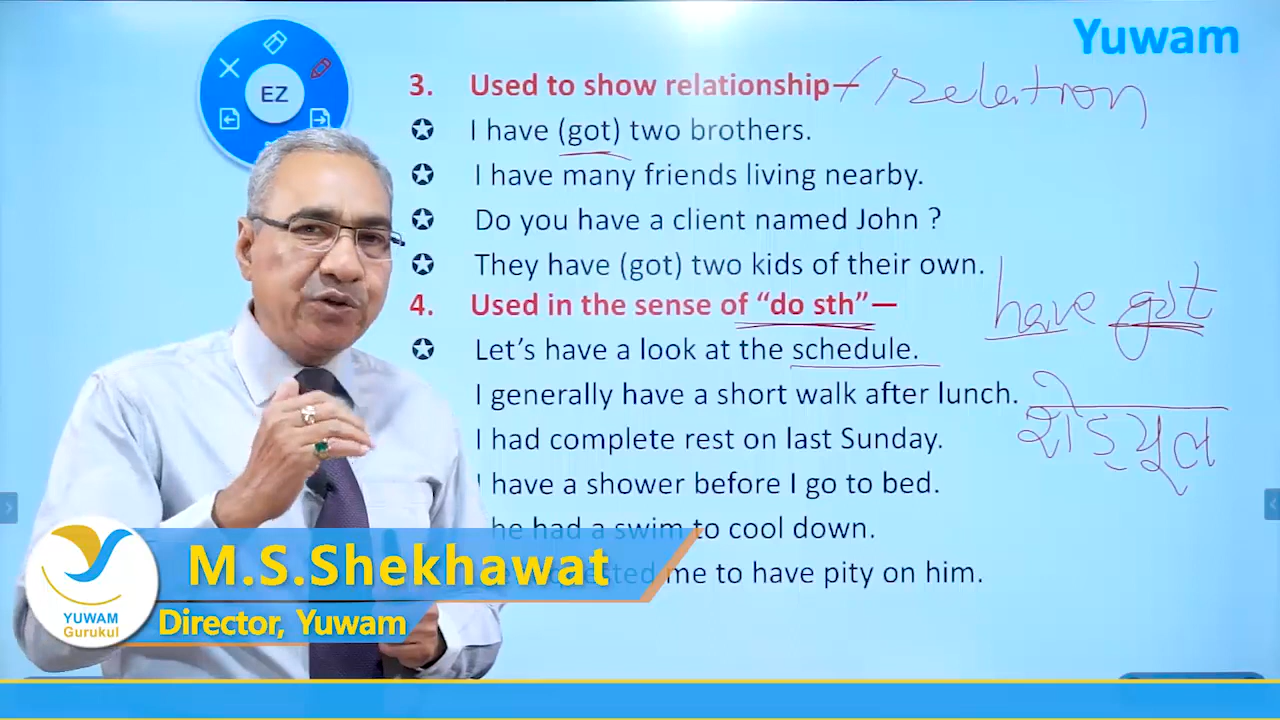 Yuwam
EZ
3. Used to show relationship— relation
I have (got) two brothers.
I have many friends living nearby.
Do you have a client named John ?
They have (got) two kids of their own.
have got
4. Used in the sense of “do sth”—
Let’s have a look at the schedule.
I generally have a short walk after lunch.
शेड्यूल
I had complete rest on last Sunday.
I have a shower before I go to bed.
he had a swim to cool down.
me to have pity on him.
M.S.Shekhawat
Director, Yuwam
YUWAM
Gurukul